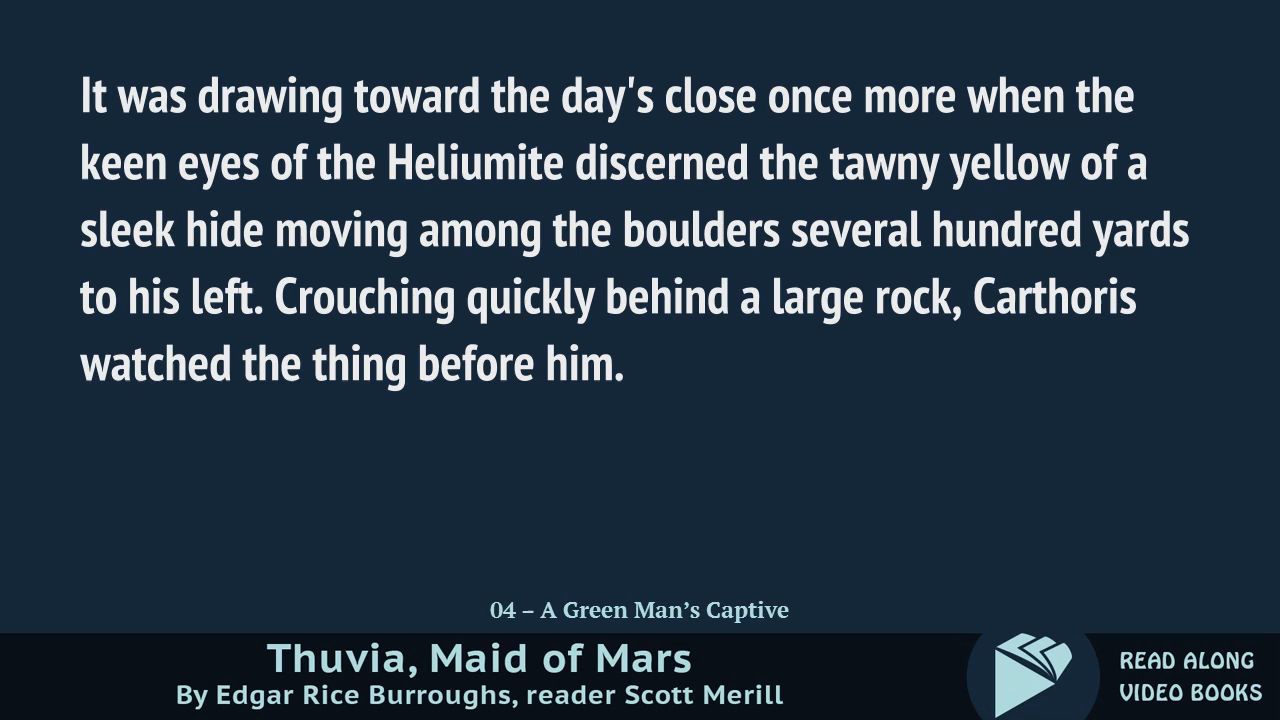 It was drawing toward the day's close once more when the
keen eyes of the Heliumite discerned the tawny yellow of a
sleek hide moving among the boulders several hundred yards
to his left. Crouching quickly behind a large rock, Carthoris
watched the thing before him.
04 – A Green Man’s Captive
Thuvia, Maid of Mars
By Edgar Rice Burroughs, reader Scott Merill
READ ALONG
VIDEO BOOKS